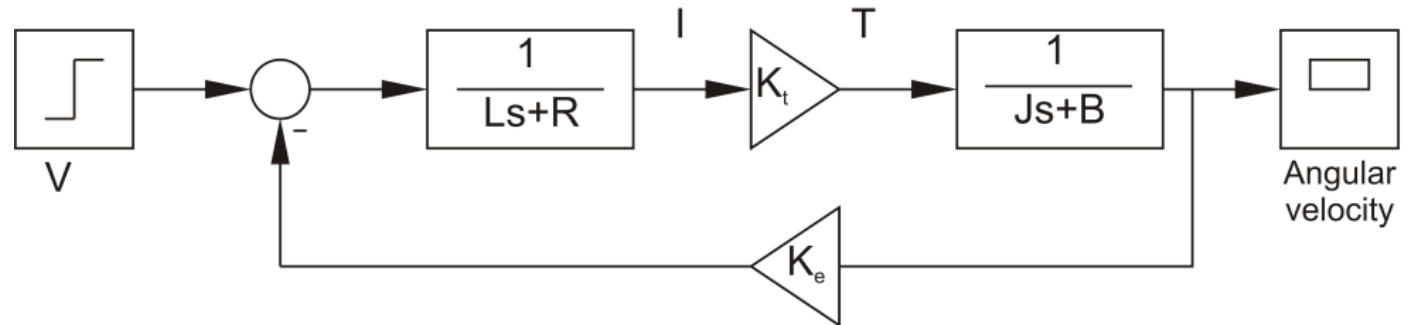 V
-
1
Ls+R
I
Kt
T
1
Js+B
Angular
velocity
Ke